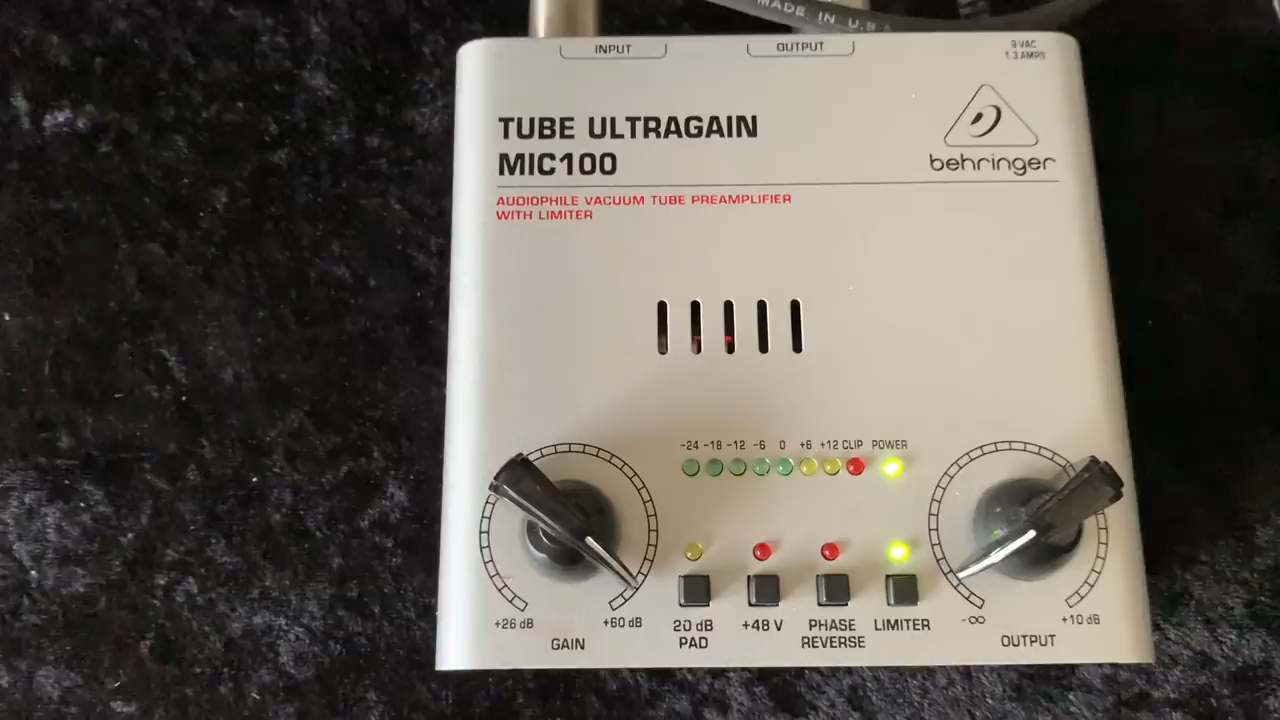 MADE IN U.S.A
INPUT
OUTPUT
9 VAC
1.3 AMPS
TUBE ULTRAGAIN
MIC100
behringer
AUDIOPHILE VACUUM TUBE PREAMPLIFIER
WITH LIMITER
-24 -18 -12 -6 0 +6 +12 CLIP POWER
+26 dB
+60 dB
GAIN
20 dB
PAD
+48 V
PHASE
REVERSE
LIMITER
-∞
+10 dB
OUTPUT